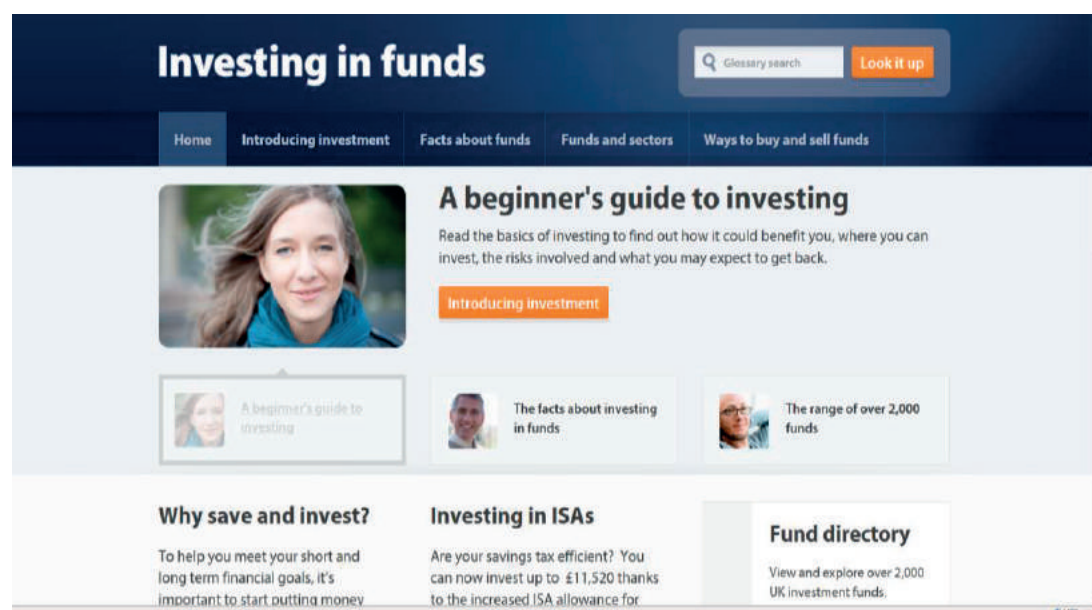 Investing in funds
Glossary search
Look it up
Home
Introducing investment
Facts about funds
Funds and sectors
Ways to buy and sell funds
A beginner's guide to investing
Read the basics of investing to find out how it could benefit you, where you can
invest, the risks involved and what you may expect to get back.
Introducing investment
A beginner's guide to
investing
The facts about investing
in funds
The range of over 2,000
funds
Why save and invest?
To help you meet your short and
long term financial goals, it's
important to start putting money
Investing in ISAs
Are your savings tax efficient? You
can now invest up to £11,520 thanks
to the increased ISA allowance for
Fund directory
View and explore over 2,000
UK investment funds.